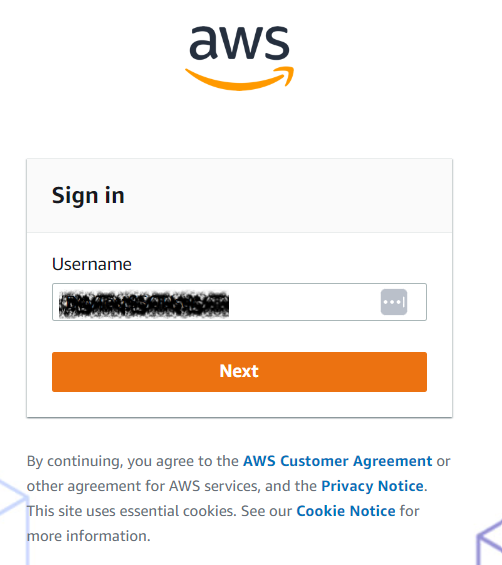 aws
Sign in
Username
Next
By continuing, you agree to the AWS Customer Agreement or
other agreement for AWS services, and the Privacy Notice.
This site uses essential cookies. See our Cookie Notice for
more information.